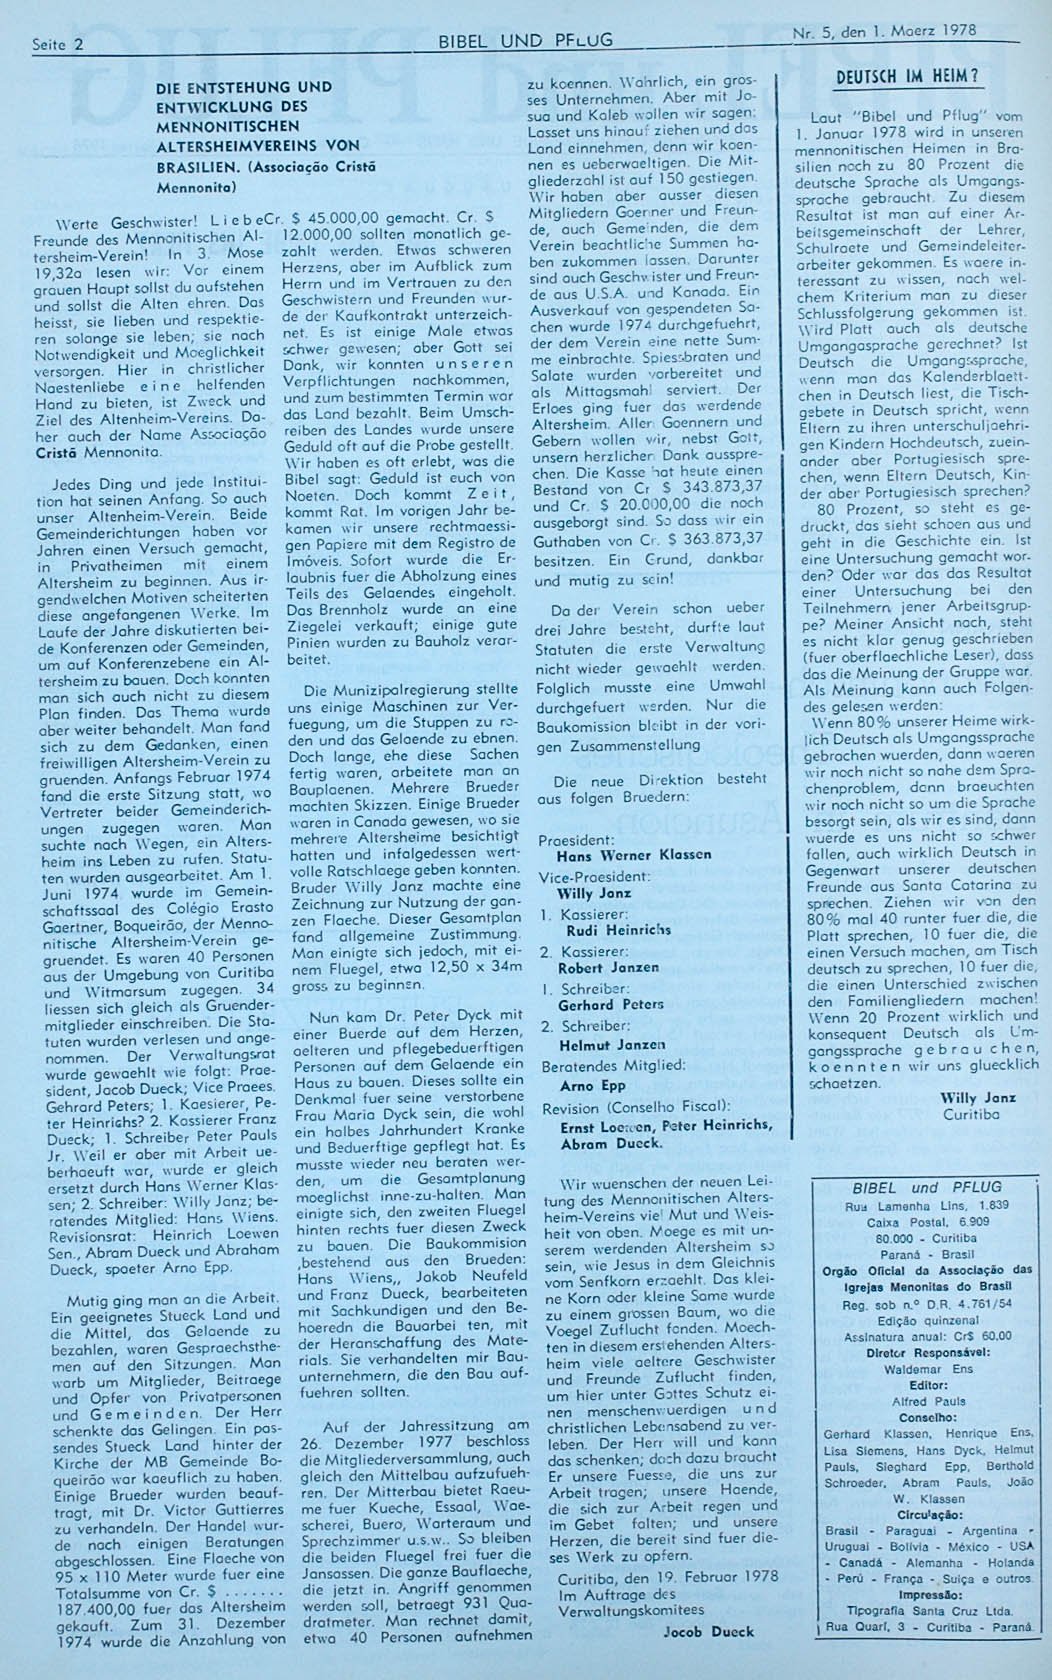 Seite 2
BIBEL UND PFLUG
Nr. 5, den 1. Maerz 1978
DIE ENTSTEHUNG UND
ENTWICKLUNG DES
MENNONITISCHEN
ALTERSHEIMVEREINS VON
BRASILIEN. (Associação Cristã
Mennonita)
Werte Geschwister! Liebe
Freunde des Mennonitischen Al-
tersheim-Verein! In 3. Mose
19,32a lesen wir: Vor einem
grauen Haupt sollst du aufstehen
und sollst die Alten ehren. Das
heisst, sie lieben und respektie-
ren solange sie leben; sie nach
Notwendigkeit und Moeglichkeit
versorgen. Hier in christlicher
Naestenliebe eine helfenden
Hand zu bieten, ist Zweck und
Ziel des Altenheim-Vereins. Da-
her auch der Name Associação
Cristã Mennonita.
Jedes Ding und jede Instituti-
tion hat seinen Anfang. So auch
unser Altenheim-Verein. Beide
Gemeinderichtungen haben vor
Jahren einen Versuch gemacht,
in Privatheimen mit einem
Altersheim zu beginnen. Aus ir-
gendwelchen Motiven scheiterten
diese angefangenen Werke. Im
Laufe der Jahre diskutierten bei-
de Konferenzen oder Gemeinden,
um auf Konferenzebene ein Al-
tersheim zu bauen. Doch konnten
man sich auch nicht zu diesem
Plan finden. Das Thema wurde
aber weiter behandelt. Man fand
sich zu dem Gedanken, einen
freiwilligen Altersheim-Verein zu
gruenden. Anfangs Februar 1974
fand die erste Sitzung statt, wo
Vertreter beider Gemeinderich-
ungen zugegen waren. Man
suchte nach Wegen, ein Alters-
heim ins Leben zu rufen. Statu-
ten wurden ausgearbeitet. Am 1.
Juni 1974 wurde im Gemein-
schaftssaal des Colégio Erasto
Gaertner, Boqueirão, der Menno-
nitische Altersheim-Verein ge-
gruendet. Es waren 40 Personen
aus der Umgebung von Curitiba
und Witmarsum zugegen. 34
liessen sich gleich als Gruender-
mitglieder einschreiben. Die Sta-
tuten wurden verlesen und ange-
nommen. Der Verwaltungsrat
wurde gewaehlt wie folgt: Prae-
sident, Jacob Dueck; Vice Praees.
Gehrard Peters; 1. Kaesierer, Pe-
ter Heinrichs? 2. Kassierer Franz
Dueck; 1. Schreiber Peter Pauls
Jr. Weil er aber mit Arbeit ue-
berhaeuft war, wurde er gleich
ersetzt durch Hans Werner Klas-
sen; 2. Schreiber: Willy Janz; be-
ratendes Mitglied: Hans Wiens.
Revisionsrat: Heinrich Loewen
Sen., Abram Dueck und Abraham
Dueck, spoeter Arno Epp.
Mutig ging man an die Arbeit.
Ein geeignetes Stueck Land und
die Mittel, das Gelaende zu
bezahlen, waren Gespraechsthe-
men auf den Sitzungen. Man
warb um Mitglieder, Beitraege
und Opfer von Privatpersonen
und Gemeinden. Der Herr
schenkte das Gelingen. Ein pas-
sendes Stueck Land hinter der
Kirche der MB Gemeinde Bo-
queirão war kaeuflich zu haben.
Einige Brueder wurden beauf-
tragt, mit Dr. Victor Guttierres
zu verhandeln. Der Handel wur-
de nach einigen Beratungen
abgeschlossen. Eine Flaeche von
95 x 110 Meter wurde fuer eine
Totalsumme von Cr. $ .......
187.400,00 fuer das Altersheim
gekauft. Zum 31. Dezember
1974 wurde die Anzahlung von
Cr. $ 45.000,00 gemacht. Cr. $
12.000,00 sollten monatlich ge-
zahlt werden. Etwas schweren
Herzens, aber im Aufblick zum
Herrn und im Vertrauen zu den
Geschwistern und Freunden wur-
de der Kaufkontrakt unterzeich-
net. Es ist einige Male etwas
schwer gewesen; aber Gott sei
Dank, wir konnten unseren
Verpflichtungen nachkommen,
und zum bestimmten Termin war
das Land bezahlt. Beim Umsch-
reiben des Landes wurde unsere
Geduld oft auf die Probe gestellt.
Wir haben es oft erlebt, was die
Bibel sagt: Geduld ist euch von
Noeten. Doch kommt Zeit,
kommt Rat. Im vorigen Jahr be-
kamen wir unsere rechtmaessi-
gen Papiere mit dem Registro de
Imóveis. Sofort wurde die Er-
laubnis fuer die Abholzung eines
Teils des Gelaendes eingeholt.
Das Brennholz wurde an eine
Ziegelei verkauft; einige gute
Pinien wurden zu Bauholz verar-
beitet.
Die Munizipalregierung stellte
uns einige Maschinen zur Ver-
fuegung, um die Stuppen zu ro-
den und das Gelaende zu ebnen.
Doch lange, ehe diese Sachen
fertig waren, arbeitete man an
Bauplaenen. Mehrere Brueder
machten Skizzen. Einige Brueder
waren in Canada gewesen, wo sie
mehrere Altersheime besichtigt
hatten und infalgedessen wert-
volle Ratschlaege geben konnten.
Bruder Willy Janz machte eine
Zeichnung zur Nutzung der gan-
zen Flaeche. Dieser Gesamtplan
fand allgemeine Zustimmung.
Man einigte sich jedoch, mit ei-
nem Fluegel, etwa 12,50 x 34m
gross zu beginnen.
Nun kam Dr. Peter Dyck mit
einer Buerde auf dem Herzen,
aelteren und pflegebeduerftigen
Personen auf dem Gelaende ein
Haus zu bauen. Dieses sollte ein
Denkmal fuer seine verstorbene
Frau Maria Dyck sein, die wohl
ein halbes Jahrhundert Kranke
und Beduerftige gepflegt hat. Es
musste wieder neu beraten wer-
den, um die Gesamtplanung
moeglichst inne-zu-halten. Man
einigte sich, den zweiten Fluegel
hinten rechts fuer diesen Zweck
zu bauen. Die Baukommision
,bestehend aus den Brueden:
Hans Wiens,, Jakob Neufeld
und Franz Dueck, bearbeiteten
mit Sachkundigen und den Be-
hoeredn die Bauarbei ten, mit
der Heranschaffung des Mate-
rials. Sie verhandelten mir Bau-
unternehmern, die den Bau auf-
fuehren sollten.
Auf der Jahressitzung am
26. Dezember 1977 beschloss
die Mitgliederversammlung, auch
gleich den Mittelbau aufzufueh-
ren. Der Mitterbau bietet Raeu-
me fuer Kueche, Essaal, Wae-
scherei, Buero, Warteraum und
Sprechzimmer u.s.w.. So bleiben
die beiden Fluegel frei fuer die
Jansassen. Die ganze Bauflaeche,
die jetzt in. Angriff genommen
werden soll, betraegt 931 Qua-
dratmeter. Man rechnet damit,
etwa 40 Personen aufnehmen
zu koennen. Wahrlich, ein gros-
ses Unternehmen. Aber mit Jo-
sua und Kaleb wollen wir sagen:
Lasset uns hinauf ziehen und das
Land einnehmen, denn wir koen-
nen es ueberwaeltigen. Die Mit-
gliederzahl ist auf 150 gestiegen.
Wir haben aber ausser diesen
Mitgliedern Goenner und Freun-
de, auch Gemeinden, die dem
Verein beachtliche Summen ha-
ben zukommen lassen. Darunter
sind auch Geschwister und Freun-
de aus U.S.A. und Kanada. Ein
Ausverkauf von gespendeten Sa-
chen wurde 1974 durchgefuehrt,
der dem Verein eine nette Sum-
me einbrachte. Spiessbraten und
Salate wurden vorbereitet und
als Mittagsmahl serviert. Der
Erloes ging fuer das werdende
Altersheim. Allen Goennern und
Gebern wollen wir, nebst Gott,
unsern herzlichen Dank ausspre-
chen. Die Kasse hat heute einen
Bestand von Cr $ 343.873,37
und Cr. $ 20.000,00 die noch
ausgeborgt sind. So dass wir ein
Guthaben von Cr. $ 363.873,37
besitzen. Ein Grund, dankbar
und mutig zu sein!
Da der Verein schon ueber
drei Jahre besteht, durfte laut
Statuten die erste Verwaltung
nicht wieder gewaehlt werden.
Folglich musste eine Umwahl
durchgefuert werden. Nur die
Baukomission bleibt in der vori-
gen Zusammenstellung
Die neue Direktion besteht
aus folgen Bruedern:
Praesident:
Hans Werner Klassen
Vice-Praesident:
Willy Janz
1. Kassierer:
Rudi Heinrichs
2. Kassierer:
Robert Janzen
1. Schreiber:
Gerhard Peters
2. Schreiber:
Helmut Janzen
Beratendes Mitglied:
Arno Epp
Revision (Conselho Fiscal):
Ernst Loewen, Peter Heinrichs,
Abram Dueck.
Wir wuenschen der neuen Lei-
tung des Mennonitischen Alters-
heim-Vereins viel Mut und Weis-
heit von oben. Moege es mit un-
serem werdenden Altersheim so
sein, wie Jesus in dem Gleichnis
vom Senfkorn erzaehlt. Das klei-
ne Korn oder kleine Same wurde
zu einem grossen Baum, wo die
Voegel Zuflucht fanden. Moech-
ten in diesem erstehenden Alters-
heim viele aeltere Geschwister
und Freunde Zuflucht finden,
um hier unter Gottes Schutz ei-
nen menschenwuerdigen und
christlichen Lebensabend zu ver-
leben. Der Herr will und kann
das schenken; doch dazu braucht
Er unsere Fuesse, die uns zur
Arbeit tragen; unsere Haende,
die sich zur Arbeit regen und
im Gebet falten; und unsere
Herzen, die bereit sind fuer die-
ses Werk zu opfern.
Curitiba, den 19. Februar 1978
Im Auftrage des
Verwaltungskomitees
Jacob Dueck
DEUTSCH IM HEIM?
Laut "Bibel und Pflug" vom
1. Januar 1978 wird in unseren
mennonitischen Heimen in Bra-
silien noch zu 80 Prozent die
deutsche Sprache als Umgangs-
sprache gebraucht. Zu diesem
Resultat ist man auf einer Ar-
beitsgemeinschaft der Lehrer,
Schulraete und Gemeindeleiter-
arbeiter gekommen. Es waere in-
teressant zu wissen, nach wel-
chem Kriterium man zu dieser
Schlussfolgerung gekommen ist.
Wird Platt auch als deutsche
Umgangasprache gerechnet? Ist
Deutsch die Umgangssprache,
wenn man das Kalenderblaett-
chen in Deutsch liest, die Tisch-
gebete in Deutsch spricht, wenn
Eltern zu ihren unterschuljaehri-
gen Kindern Hochdeutsch, zuein-
ander aber Portugiesisch spre-
chen, wenn Eltern Deutsch, Kin-
der aber Portugiesisch sprechen?
80 Prozent, so steht es ge-
druckt, das sieht schoen aus und
geht in die Geschichte ein. Ist
eine Untersuchung gemacht wor-
den? Oder war das das Resultat
einer Untersuchung bei den
Teilnehmern jener Arbeitsgrup-
pe? Meiner Ansicht nach, steht
es nicht klar genug geschrieben
(fuer oberflaechliche Leser), dass
das die Meinung der Gruppe war.
Als Meinung kann auch Folgen-
des gelesen werden:
Wenn 80% unserer Heime wirk-
lich Deutsch als Umgangssprache
gebrachen wuerden, dann waeren
wir noch nicht so nahe dem Spra-
chenproblem, dann braeuchten
wir noch nicht so um die Sprache
besorgt sein, als wir es sind, dann
wuerde es uns nicht so schwer
fallen, auch wirklich Deutsch in
Gegenwart unserer deutschen
Freunde aus Santa Catarina zu
sprechen. Ziehen wir von den
80% mal 40 runter fuer die, die
Platt sprechen, 10 fuer die, die
einen Versuch machen, am Tisch
deutsch zu sprechen, 10 fuer die,
die einen Unterschied zwischen
den Familiengliedern machen!
Wenn 20 Prozent wirklich und
konsequent Deutsch als Um-
gangssprache gebrauchen,
koennten wir uns gluecklich
schaetzen.
Willy Janz
Curitiba
BIBEL und PFLUG
Rua Lamenha Lins, 1.839
Caixa Postal, 6.909
80.000 - Curitiba
Paraná - Brasil
Orgão Oficial da Associação das
Igrejas Menonitas do Brasil
Reg. sob n.º D.R. 4.761/54
Edição quinzenal
Assinatura anual: Cr$ 60,00
Diretor Responsável:
Waldemar Ens
Editor:
Alfred Pauls
Conselho:
Gerhard Klassen, Henrique Ens,
Lisa Siemens, Hans Dyck, Helmut
Pauls, Sieghard Epp, Berthold
Schroeder, Abram Pauls, João
W. Klassen
Circulação:
Brasil - Paraguai - Argentina -
Uruguai - Bolívia - México - USA
- Canadá - Alemanha - Holanda
- Perú - França - Suiça e outros.
Impressão:
Tipografia Santa Cruz Ltda.
Rua Quarí, 3 - Curitiba - Paraná.